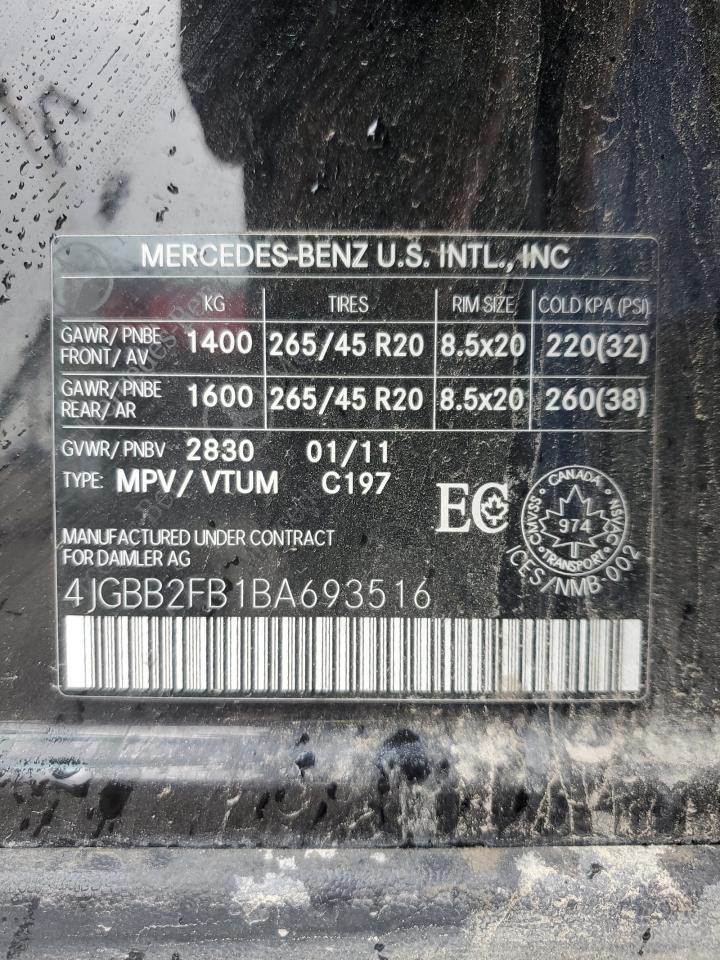 MERCEDES-BENZ U.S. INTL., INC
KG TIRES RIM SIZE COLD KPA (PSI)
GAWR/PNBE FRONT/AV 1400 265/45 R20 8.5x20 220(32)
GAWR/PNBE REAR/AR 1600 265/45 R20 8.5x20 260(38)
GVWR/PNBV 2830 01/11
TYPE: MPV/VTUM C197
EC
CANADA
NSVAC
974
CMVSS
TRANSPORT
ICES/NMB-002
MANUFACTURED UNDER CONTRACT
FOR DAIMLER AG
4JGBB2FB1BA693516